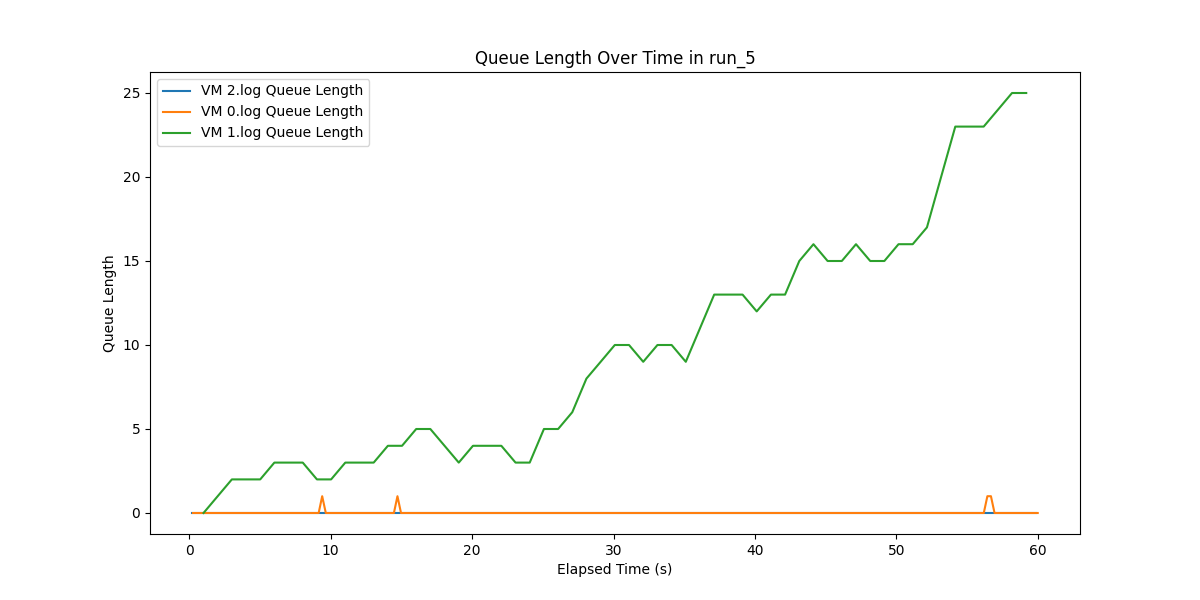 Queue Length Over Time in run_5
VM 2.log Queue Length
VM 0.log Queue Length
VM 1.log Queue Length
Queue Length
25
20
15
10
5
0
0 10 20 30 40 50 60
Elapsed Time (s)